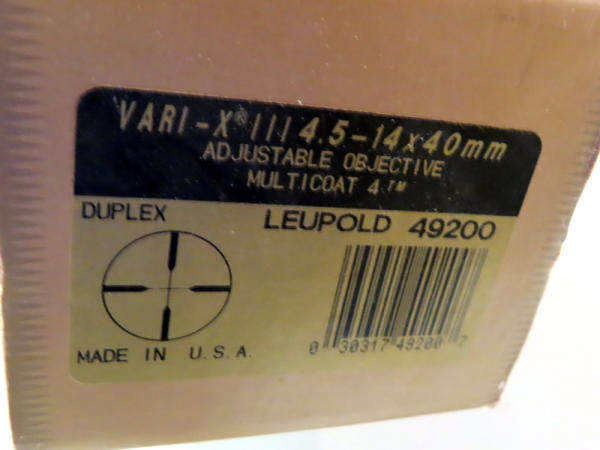 VARI-X® III 4.5-14x40mm
ADJUSTABLE OBJECTIVE
MULTICOAT 4™
DUPLEX
LEUPOLD 49200
MADE IN U.S.A.
0 30317 49200 7